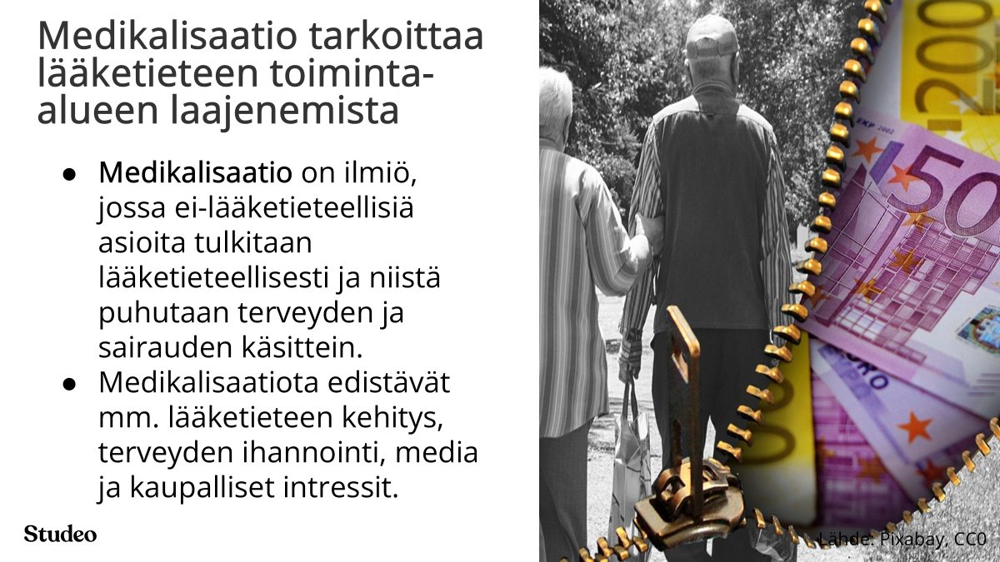 Medikalisaatio tarkoittaa
lääketieteen toiminta-
alueen laajenemista
● Medikalisaatio on ilmiö,
jossa ei-lääketieteellisiä
asioita tulkitaan
lääketieteellisesti ja niistä
puhutaan terveyden ja
sairauden käsittein.
● Medikalisaatiota edistävät
mm. lääketieteen kehitys,
terveyden ihannointi, media
ja kaupalliset intressit.
Studeo
200
EKP 2002
50
EURO
Lähde: Pixabay, CC0